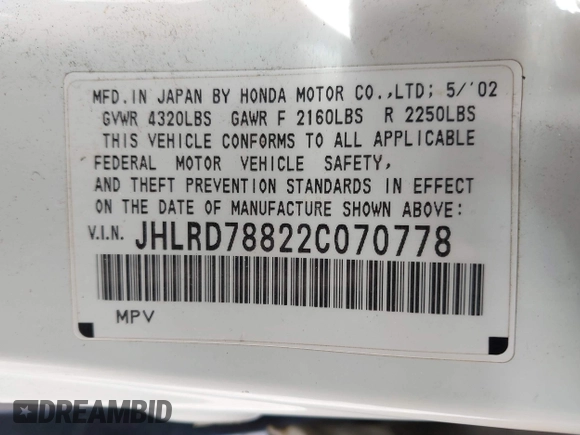 MFD.IN JAPAN BY HONDA MOTOR CO.,LTD; 5/'02
GVWR 4320LBS GAWR F 2160LBS R 2250LBS
THIS VEHICLE CONFORMS TO ALL APPLICABLE
FEDERAL MOTOR VEHICLE SAFETY,
AND THEFT PREVENTION STANDARDS IN EFFECT
ON THE DATE OF MANUFACTURE SHOWN ABOVE:
V.I.N. JHLRD78822C070778
MPV
DREAMBID